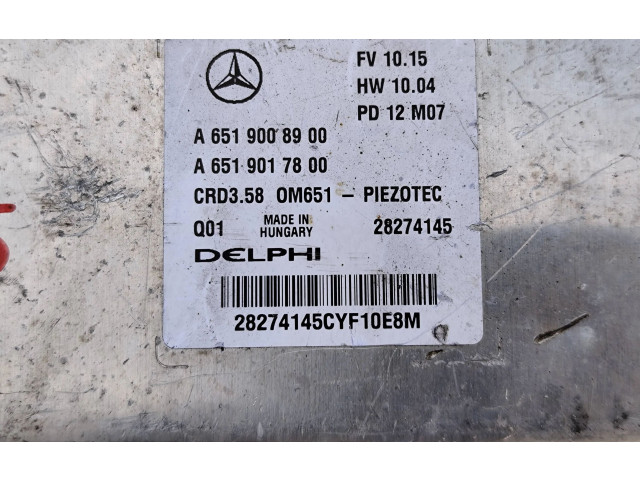 FV 10.15
HW 10.04
PD 12 M07
A 651 900 89 00
A 651 901 78 00
CRD3.58 OM651 - PIEZOTEC
Q01 MADE IN HUNGARY 28274145
DELPHI
28274145CYF10E8M